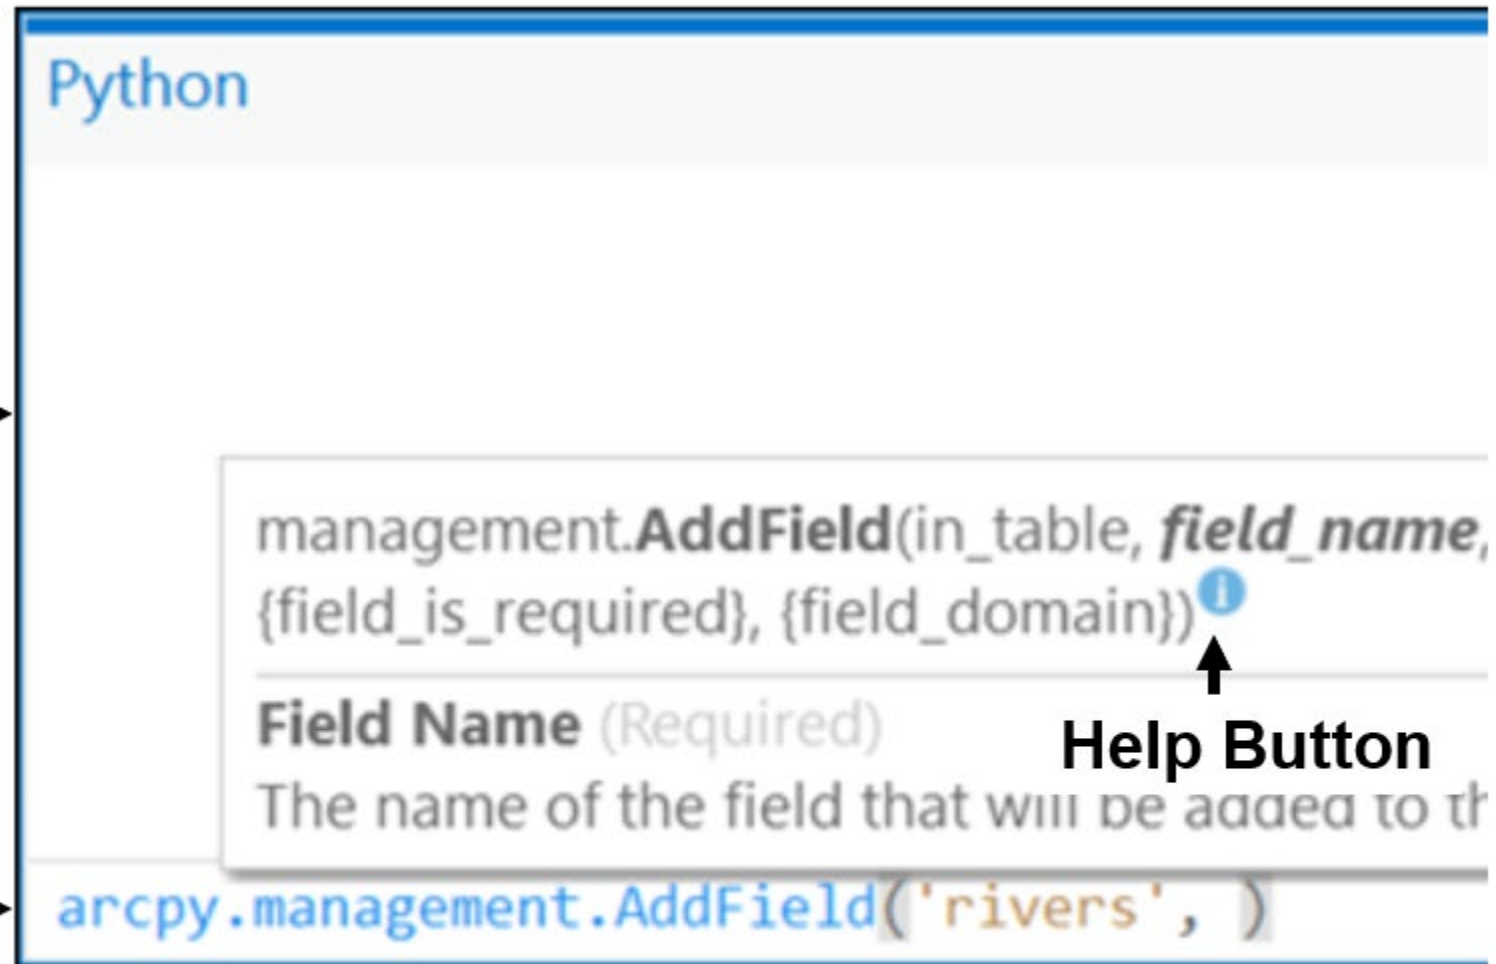 Python
management.AddField(in_table, field_name,
{field_is_required}, {field_domain})
Field Name (Required)
Help Button
The name of the field that will be added to th
arcpy.management.AddField('rivers', )